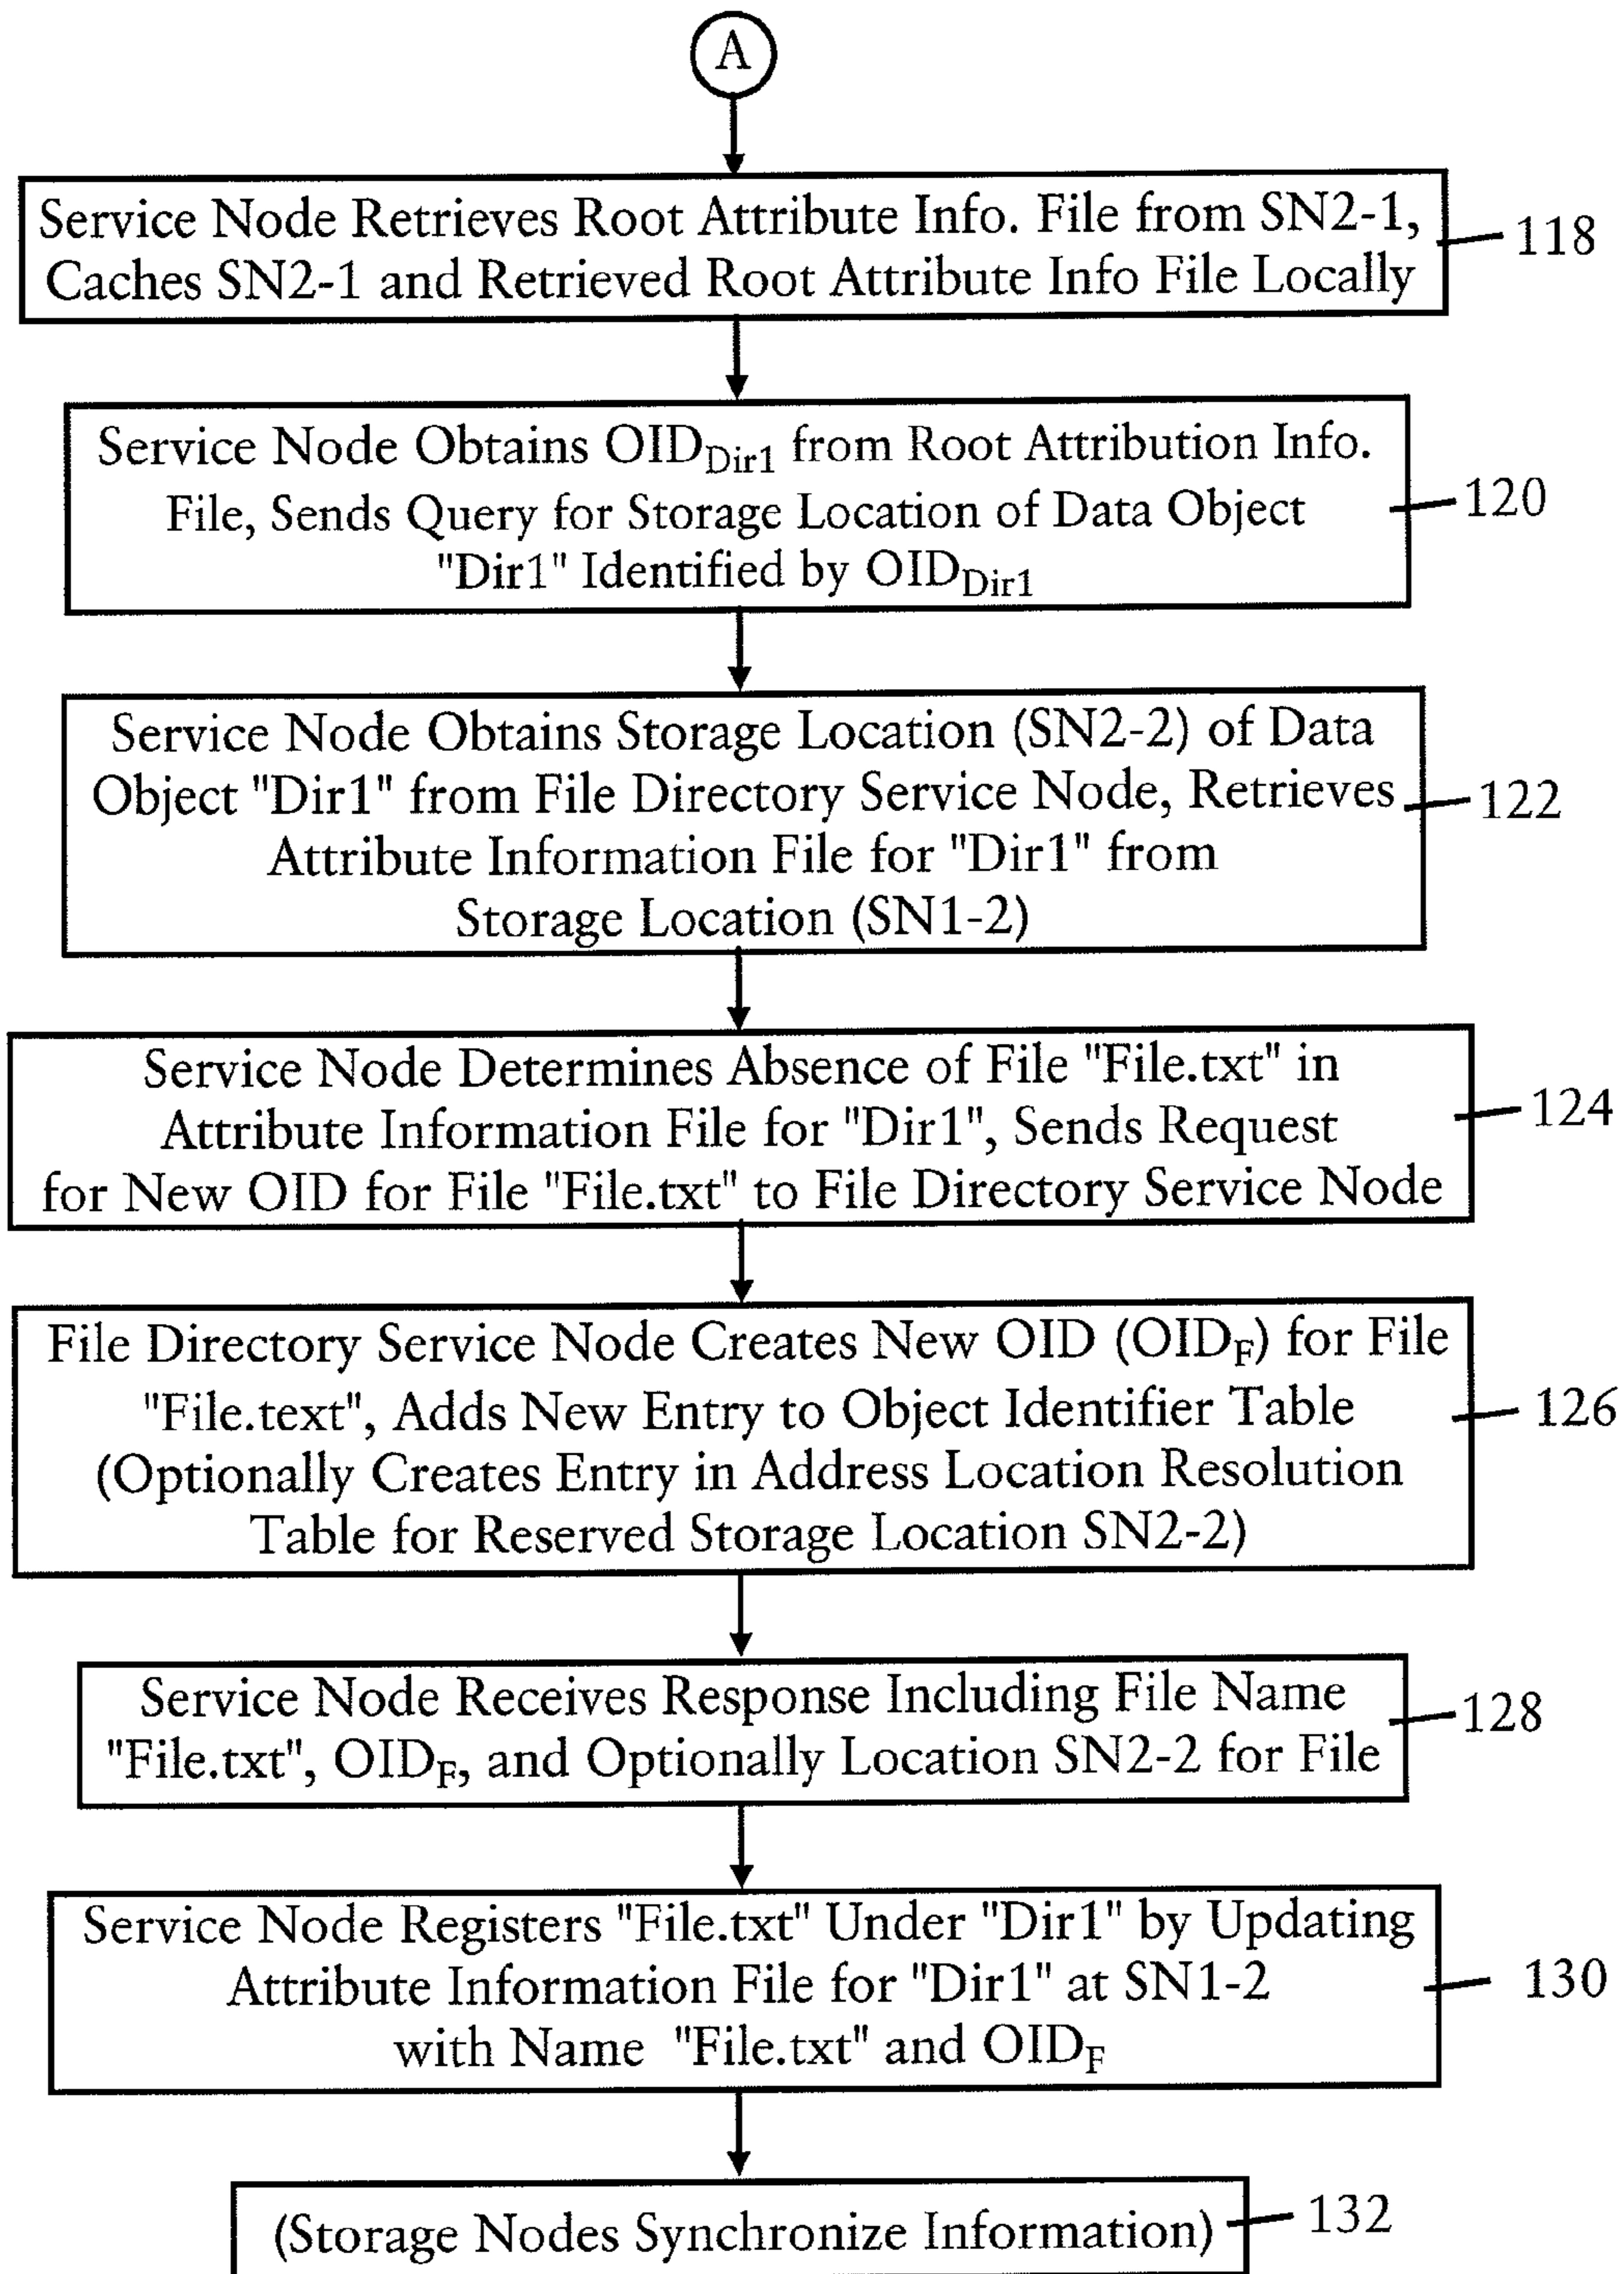 A
Service Node Retrieves Root Attribute Info. File from SN2-1,
Caches SN2-1 and Retrieved Root Attribute Info File Locally
118
Service Node Obtains OID_Dir1 from Root Attribution Info.
File, Sends Query for Storage Location of Data Object
"Dir1" Identified by OID_Dir1
120
Service Node Obtains Storage Location (SN2-2) of Data
Object "Dir1" from File Directory Service Node, Retrieves
Attribute Information File for "Dir1" from
Storage Location (SN1-2)
122
Service Node Determines Absence of File "File.txt" in
Attribute Information File for "Dir1", Sends Request
for New OID for File "File.txt" to File Directory Service Node
124
File Directory Service Node Creates New OID (OID_F) for File
"File.text", Adds New Entry to Object Identifier Table
(Optionally Creates Entry in Address Location Resolution
Table for Reserved Storage Location SN2-2)
126
Service Node Receives Response Including File Name
"File.txt", OID_F, and Optionally Location SN2-2 for File
128
Service Node Registers "File.txt" Under "Dir1" by Updating
Attribute Information File for "Dir1" at SN1-2
with Name "File.txt" and OID_F
130
(Storage Nodes Synchronize Information)
132